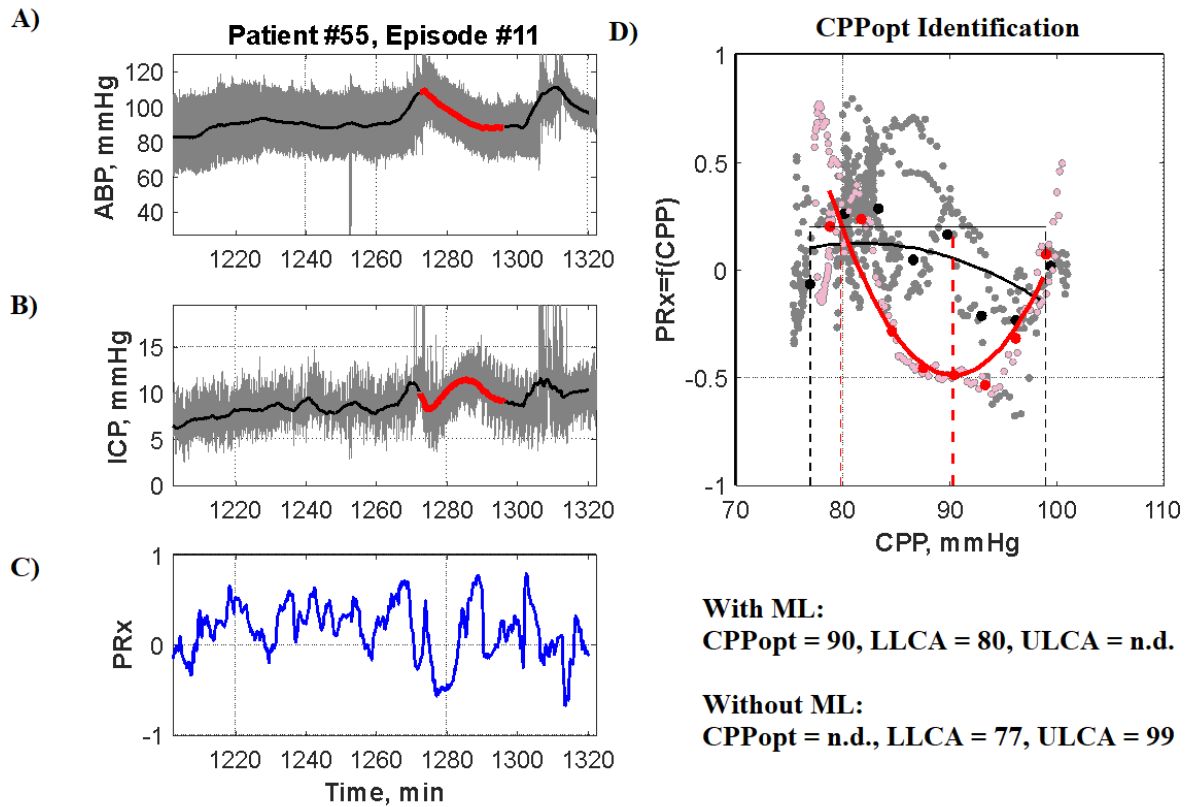 A)
Patient #55, Episode #11
ABP, mmHg
120
100
80
60
40
1220
1240
1260
1280
1300
1320
B)
ICP, mmHg
15
10
5
0
1220
1240
1260
1280
1300
1320
C)
PRx
1
0
-1
1220
1240
1260
1280
1300
1320
Time, min
D)
CPPopt Identification
PRx=f(CPP)
1
0.5
0
-0.5
-1
70
80
90
100
110
CPP, mmHg
With ML:
CPPopt = 90, LLCA = 80, ULCA = n.d.
Without ML:
CPPopt = n.d., LLCA = 77, ULCA = 99